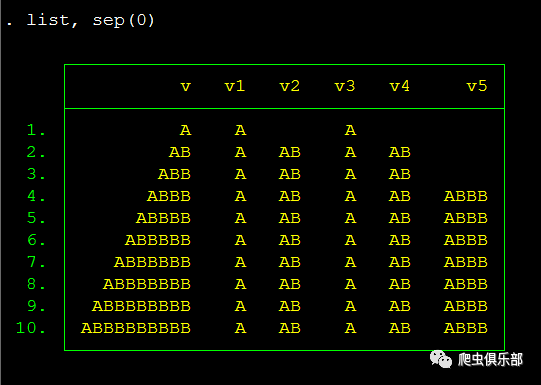 . list, sep(0)
v v1 v2 v3 v4 v5
1. A A A
2. AB A AB A AB
3. ABB A AB A AB
4. ABBB A AB A AB ABBB
5. ABBBB A AB A AB ABBB
6. ABBBBB A AB A AB ABBB
7. ABBBBBB A AB A AB ABBB
8. ABBBBBBB A AB A AB ABBB
9. ABBBBBBBB A AB A AB ABBB
10. ABBBBBBBBB A AB A AB ABBB
爬虫俱乐部